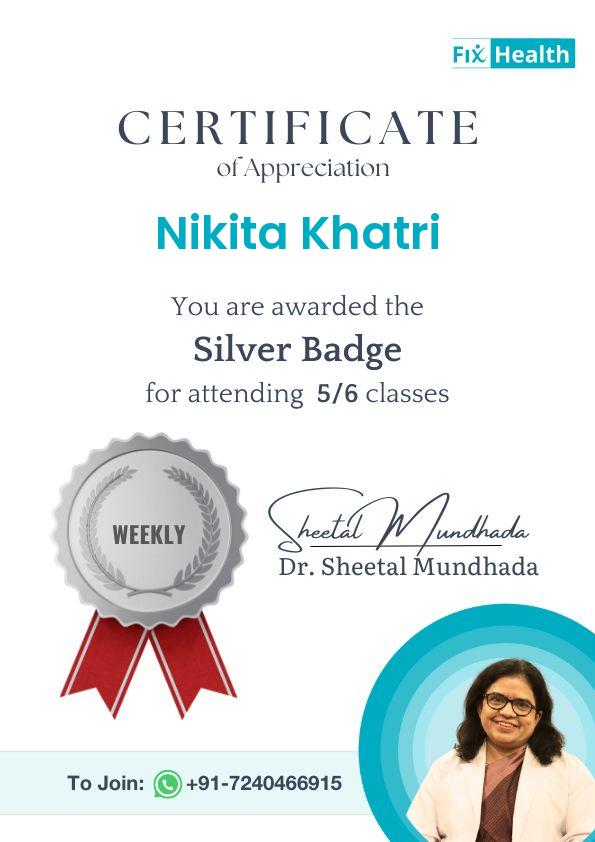 Fix Health
CERTIFICATE
of Appreciation
Nikita Khatri
You are awarded the
Silver Badge
for attending 5/6 classes
WEEKLY
Sheetal Mundhada
Dr. Sheetal Mundhada
To Join: +91-7240466915